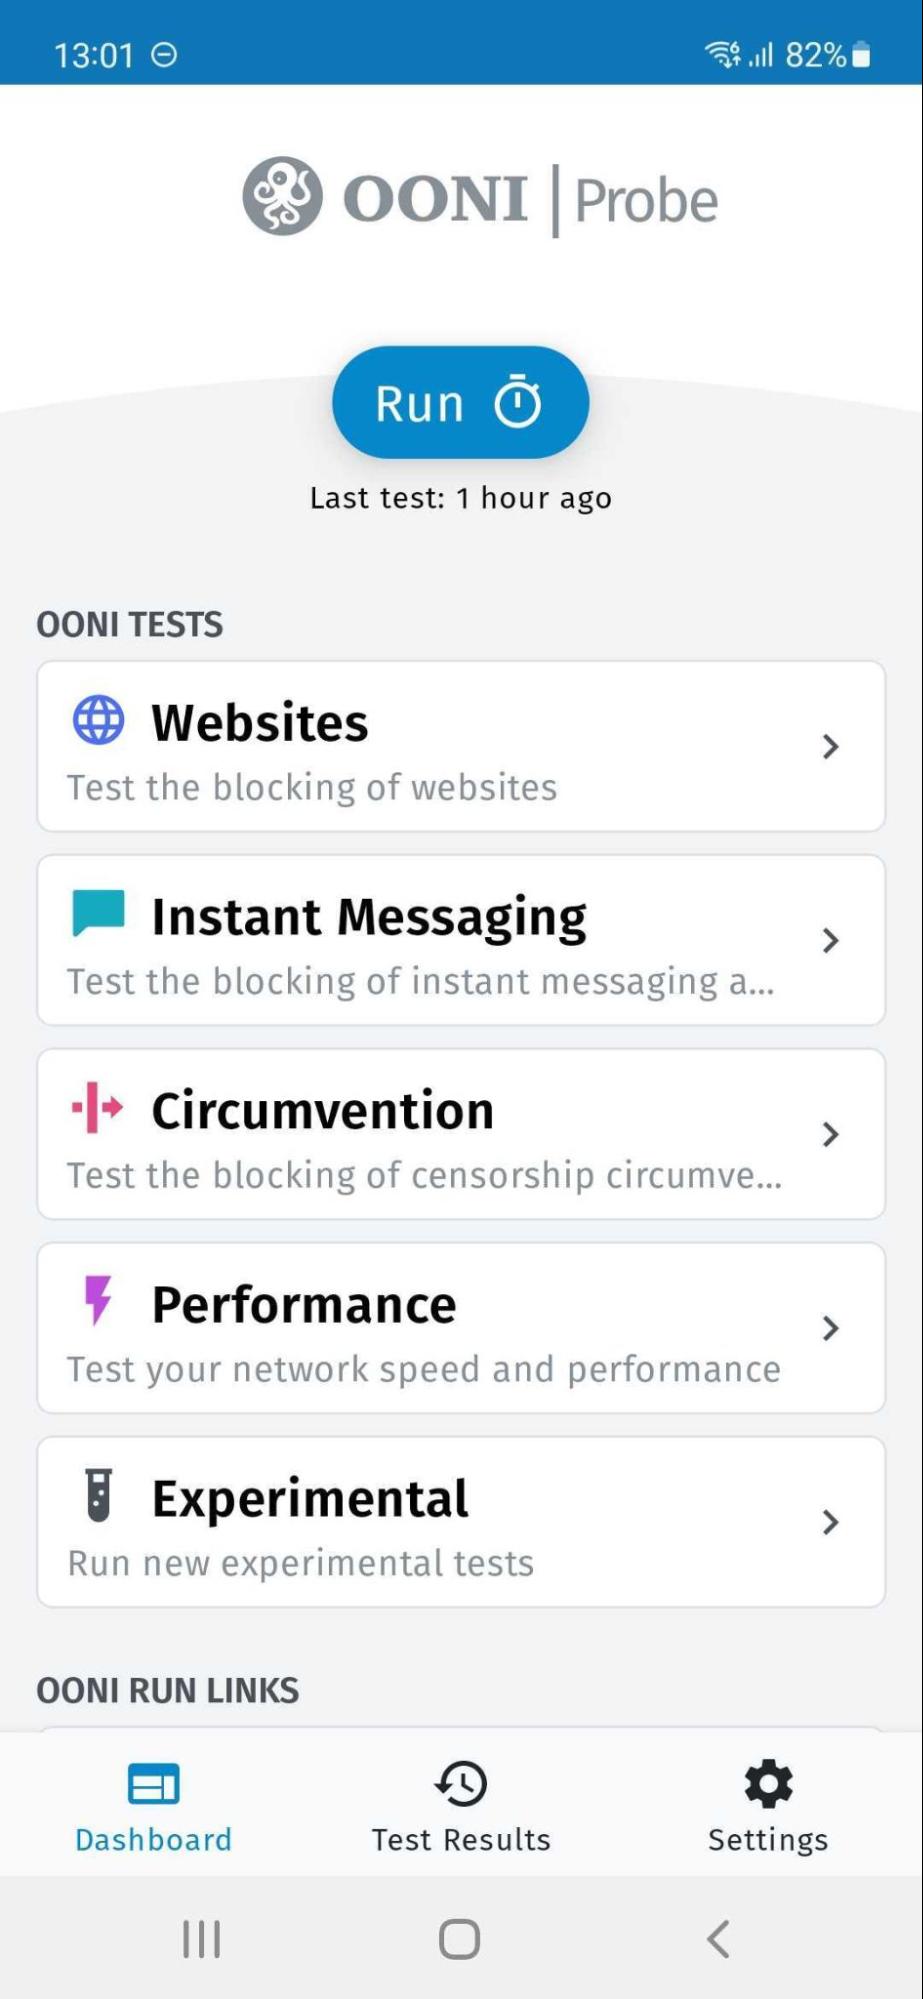 13:01 82%
OONI | Probe
Run
Last test: 1 hour ago
OONI TESTS
Websites
Test the blocking of websites
Instant Messaging
Test the blocking of instant messaging a...
Circumvention
Test the blocking of censorship circumve...
Performance
Test your network speed and performance
Experimental
Run new experimental tests
OONI RUN LINKS
Dashboard Test Results Settings